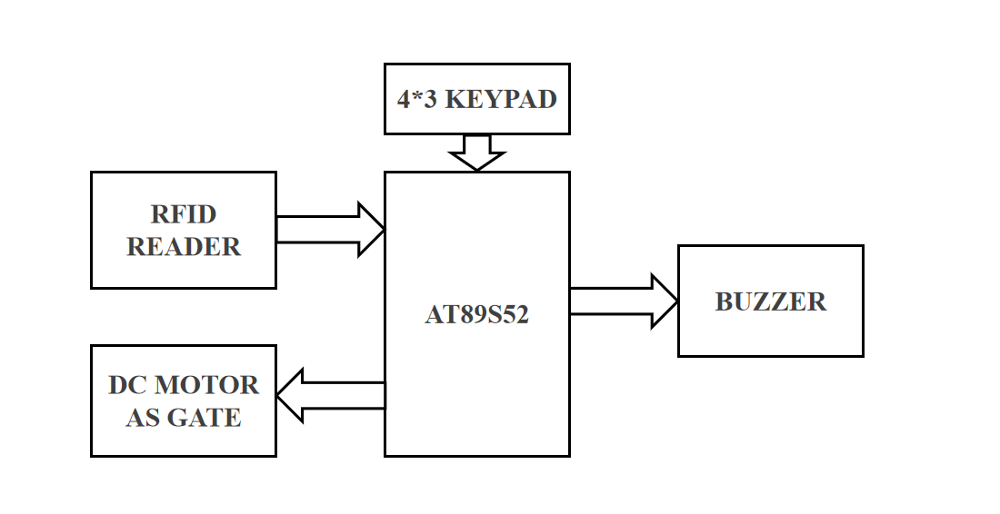 4*3 KEYPAD
RFID
READER
AT89S52
BUZZER
DC MOTOR
AS GATE